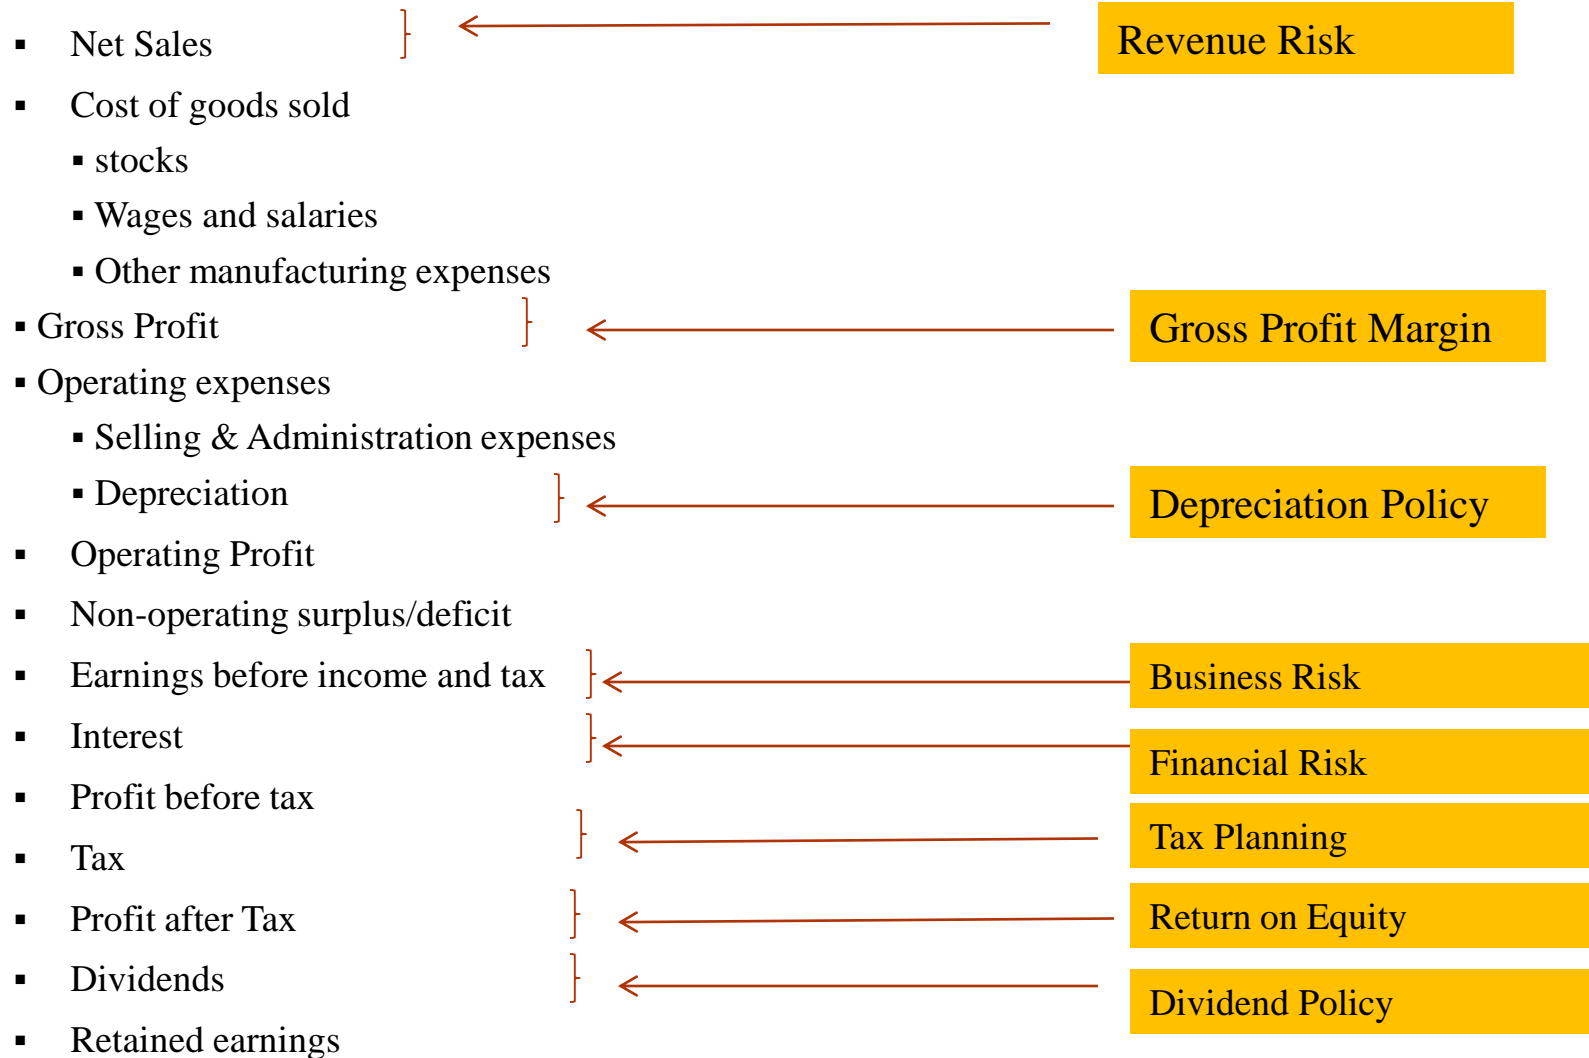 ▪ Net Sales
Revenue Risk
▪ Cost of goods sold
▪ stocks
▪ Wages and salaries
▪ Other manufacturing expenses
▪ Gross Profit
Gross Profit Margin
▪ Operating expenses
▪ Selling & Administration expenses
▪ Depreciation
Depreciation Policy
▪ Operating Profit
▪ Non-operating surplus/deficit
▪ Earnings before income and tax
Business Risk
▪ Interest
Financial Risk
▪ Profit before tax
Tax Planning
▪ Tax
▪ Profit after Tax
Return on Equity
▪ Dividends
Dividend Policy
▪ Retained earnings